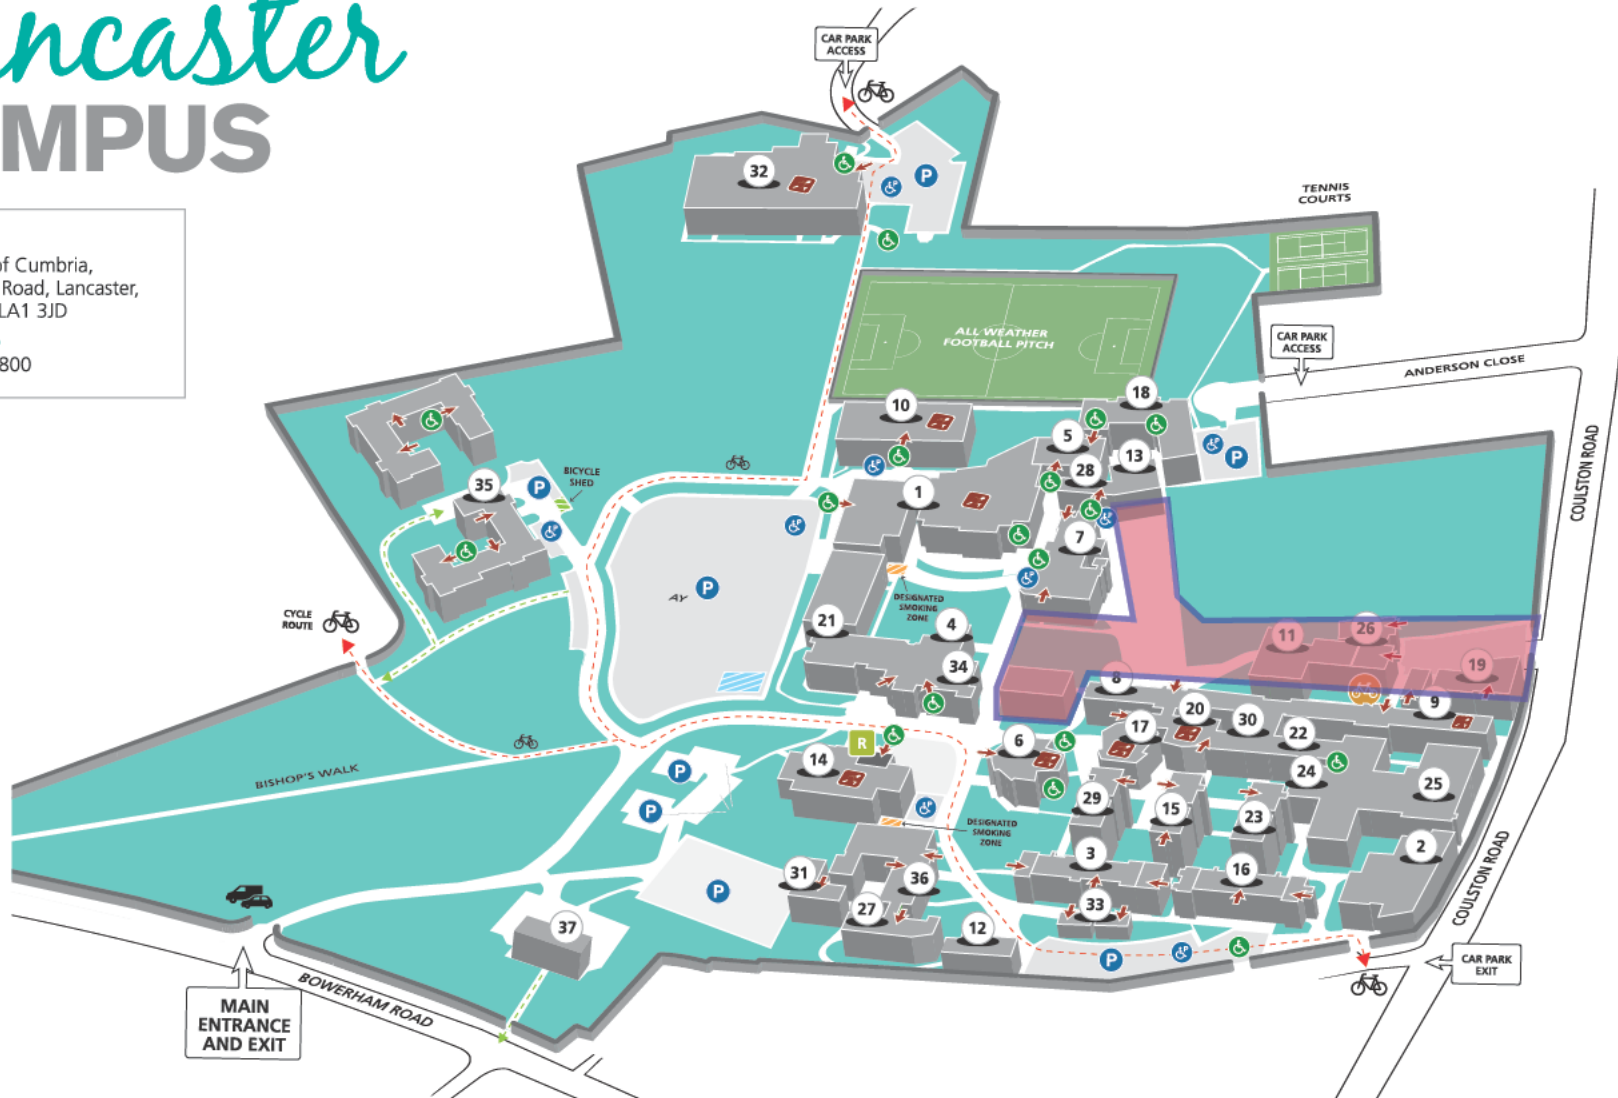 ncaster
MPUS
of Cumbria,
Road, Lancaster,
LA1 3JD
800
CAR PARK
ACCESS
32
P
TENNIS
COURTS
ALL WEATHER
FOOTBALL PITCH
CAR PARK
ACCESS
ANDERSON CLOSE
COULSTON ROAD
10
18
5
13
28
P
35
P
BICYCLE
SHED
1
7
P
AY
DESIGNATED
SMOKING
ZONE
CYCLE
ROUTE
21
4
34
11
26
19
8
9
20
30
22
17
6
R
14
24
25
P
P
BISHOP'S WALK
29
15
23
DESIGNATED
SMOKING
ZONE
2
3
16
31
36
P
27
33
12
37
P
COULSTON ROAD
CAR PARK
EXIT
BOWERHAM ROAD
MAIN
ENTRANCE
AND EXIT